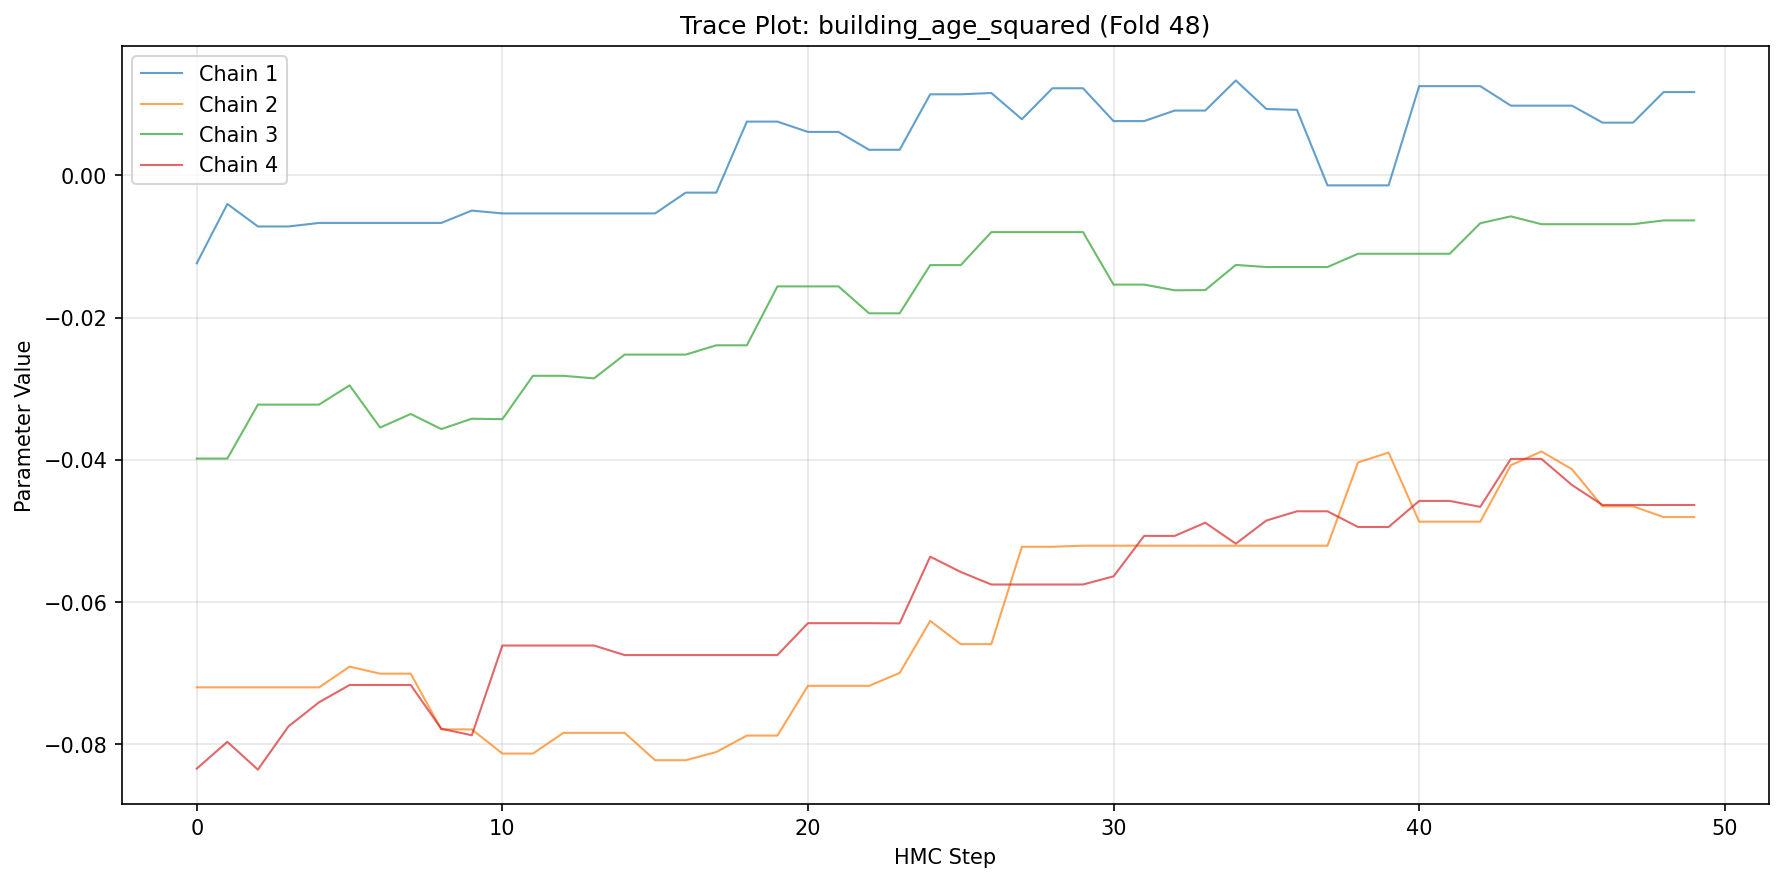 Trace Plot: building_age_squared (Fold 48)
Chain 1
Chain 2
Chain 3
Chain 4
0.00
−0.02
−0.04
−0.06
−0.08
Parameter Value
0 10 20 30 40 50
HMC Step